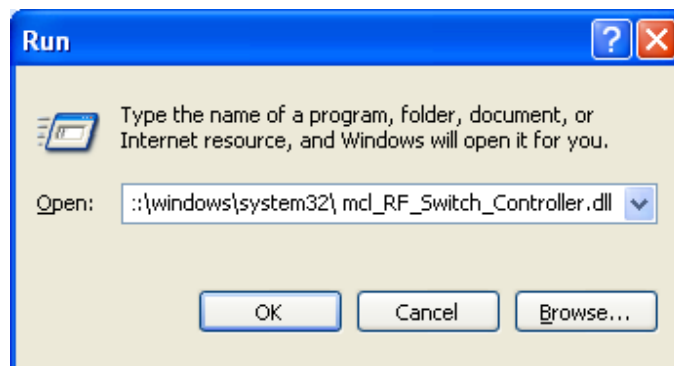 Run
Type the name of a program, folder, document, or
Internet resource, and Windows will open it for you.
Open:
:\windows\system32\ mcl_RF_Switch_Controller.dll
OK
Cancel
Browse...